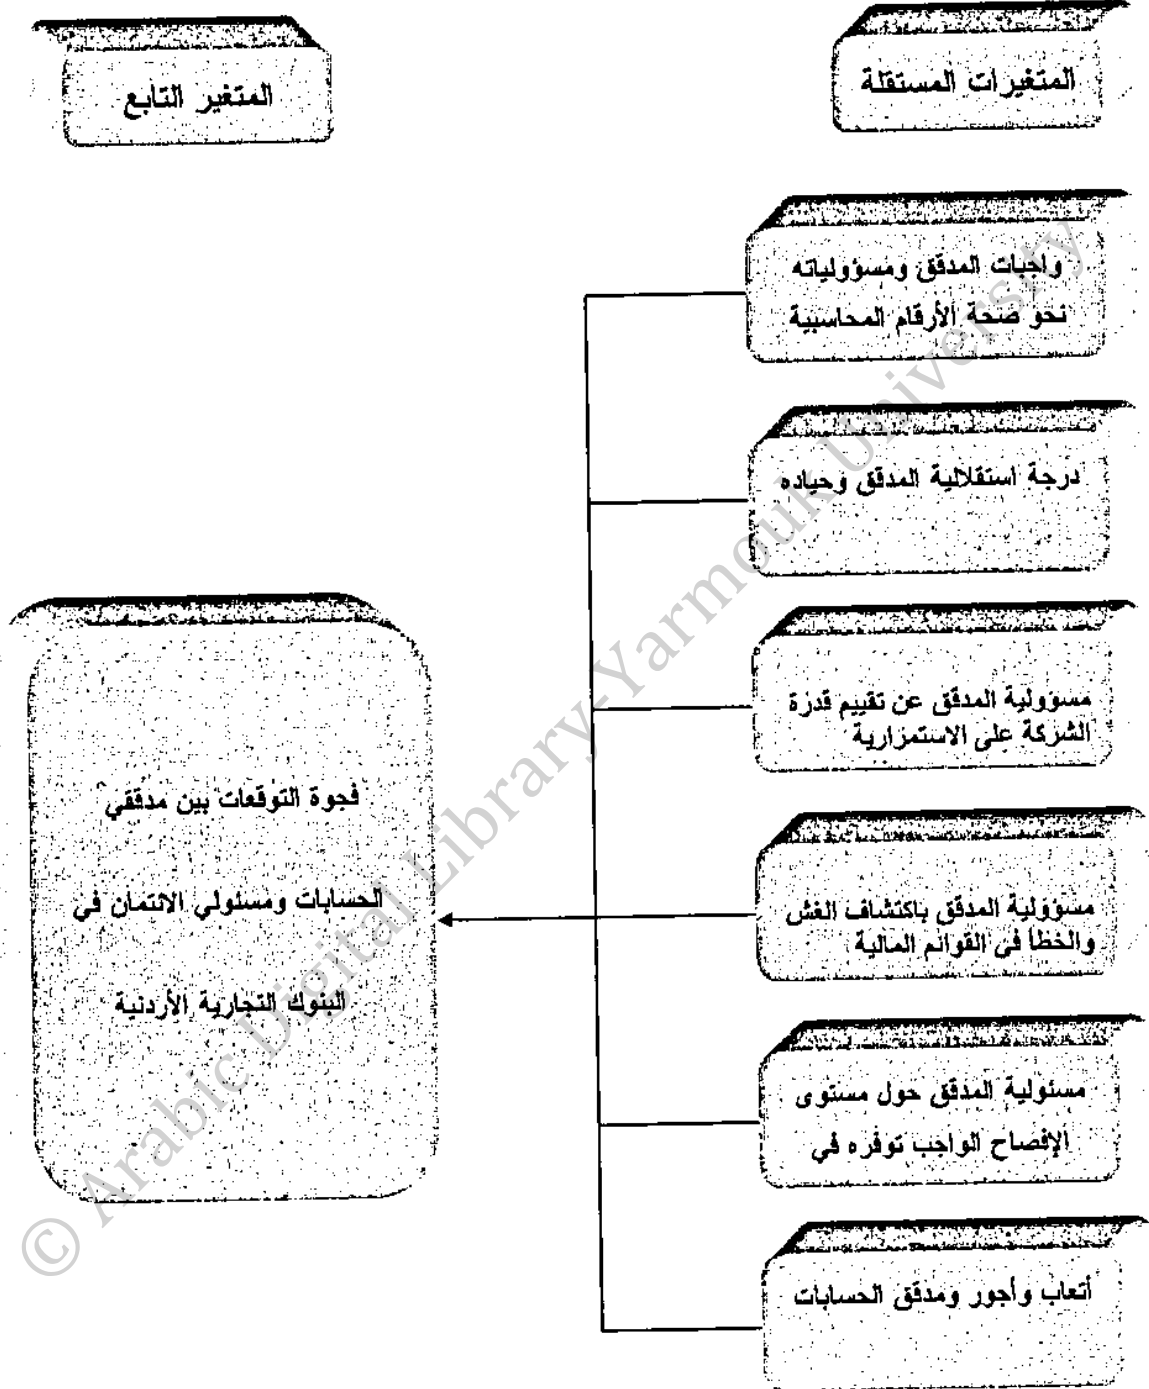 المتغيرات المستقلة
المتغير التابع
واجبات المدقق ومسؤولياته
نحو صحة الأرقام المحاسبية
درجة استقلالية المدقق وحياده
مسؤولية المدقق عن تقييم قدرة
الشركة على الاستمرارية
مسؤولية المدقق باكتشاف الغش
والخطأ في القوائم المالية
مسئولية المدقق حول مستوى
الإفصاح الواجب توفره في
أتعاب وأجور ومدقق الحسابات
فجوة التوقعات بين مدققي
الحسابات ومسئولي الائتمان في
البنوك التجارية الأردنية
© Arabic Digital Library-Yarmouk University